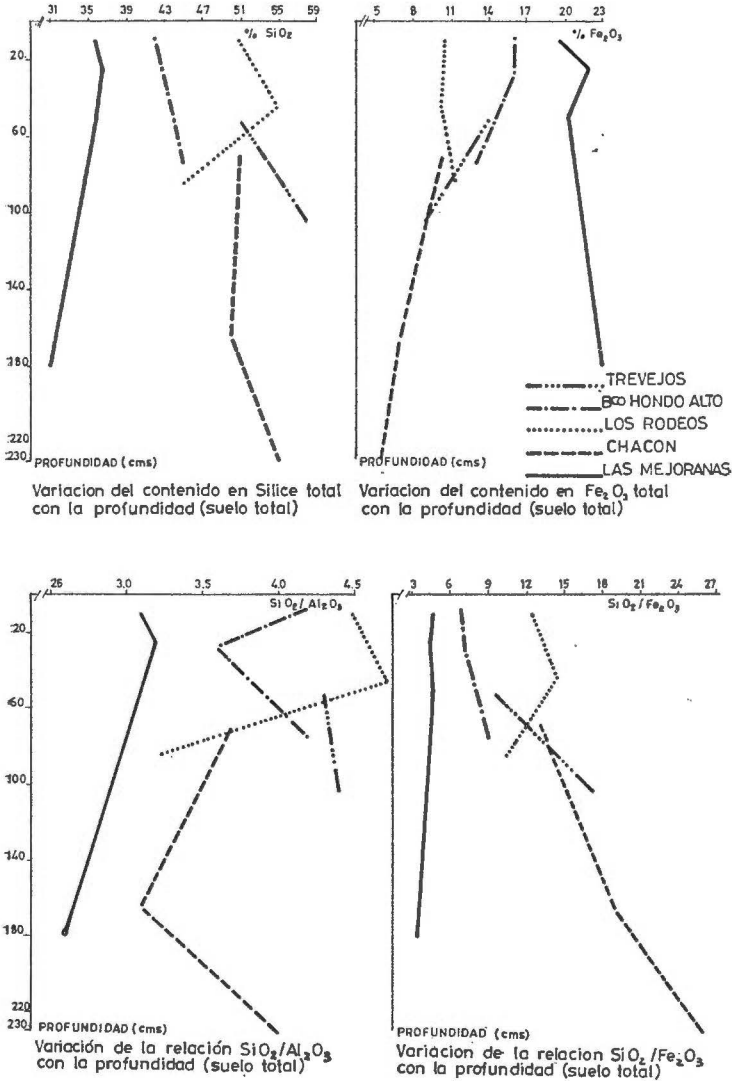 31 35 39 43 47 51 55 59
% SiO₂
20
60
100
140
180
220
230
PROFUNDIDAD (cms)
Variacion del contenido en Silice total
con la profundidad (suelo total)
5 8 11 14 17 20 23
% Fe₂O₃
TREVEJOS
Bco HONDO ALTO
LOS RODEOS
CHACON
LAS MEJORANAS
PROFUNDIDAD (cms)
Variacion del contenido en Fe₂O₃ total
con la profundidad (suelo total)
2.6 3.0 3.5 4.0 4.5
SiO₂/Al₂O₃
20
60
100
140
180
220
230
PROFUNDIDAD (cms)
Variación de la relación SiO₂/Al₂O₃
con la profundidad (suelo total)
3 6 9 12 15 18 21 24 27
SiO₂/Fe₂O₃
PROFUNDIDAD (cms)
Variacion de la relacion SiO₂/Fe₂O₃
con la profundidad (suelo total)